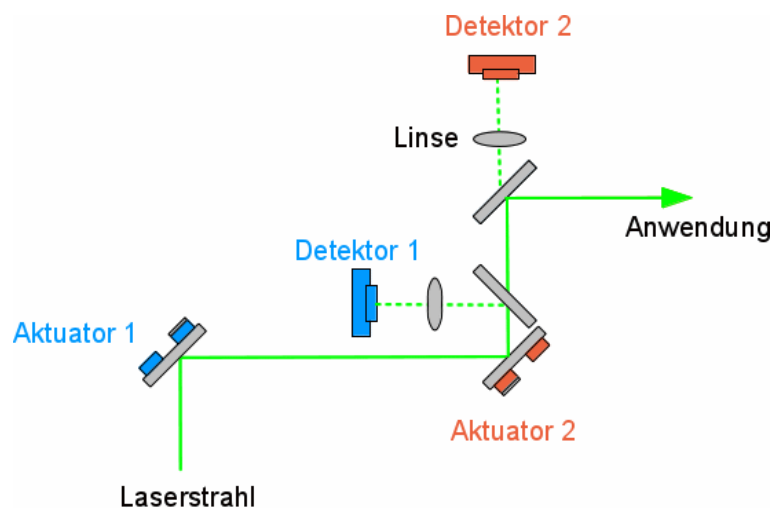 Detektor 2
Linse
Anwendung
Detektor 1
Aktuator 1
Aktuator 2
Laserstrahl